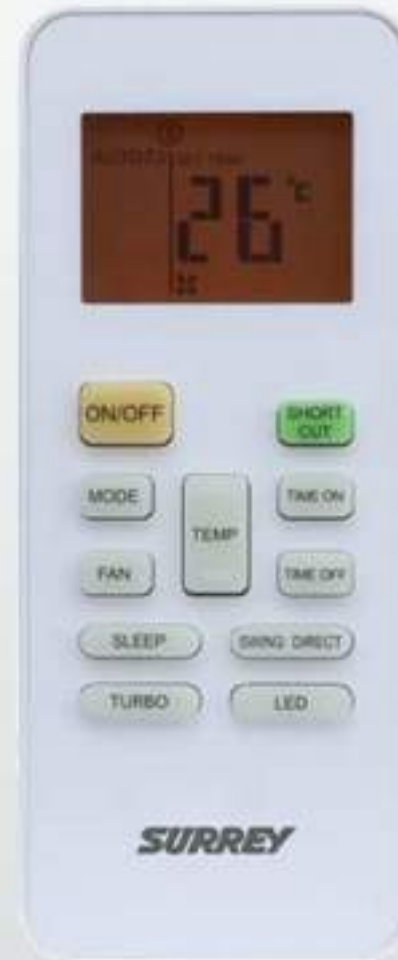 26 °C
ON/OFF
SHORT CUT
MODE
TEMP
TIME ON
FAN
TIME OFF
SLEEP
SWING DIRECT
TURBO
LED
SURREY